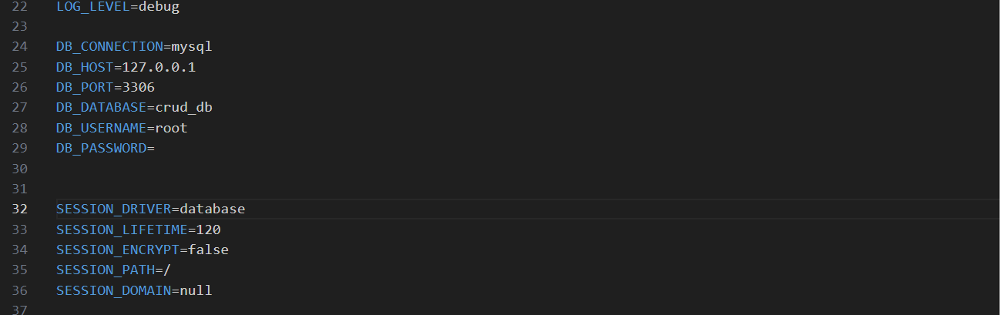 22 LOG_LEVEL=debug
23
24 DB_CONNECTION=mysql
25 DB_HOST=127.0.0.1
26 DB_PORT=3306
27 DB_DATABASE=crud_db
28 DB_USERNAME=root
29 DB_PASSWORD=
30
31
32 SESSION_DRIVER=database
33 SESSION_LIFETIME=120
34 SESSION_ENCRYPT=false
35 SESSION_PATH=/
36 SESSION_DOMAIN=null
37